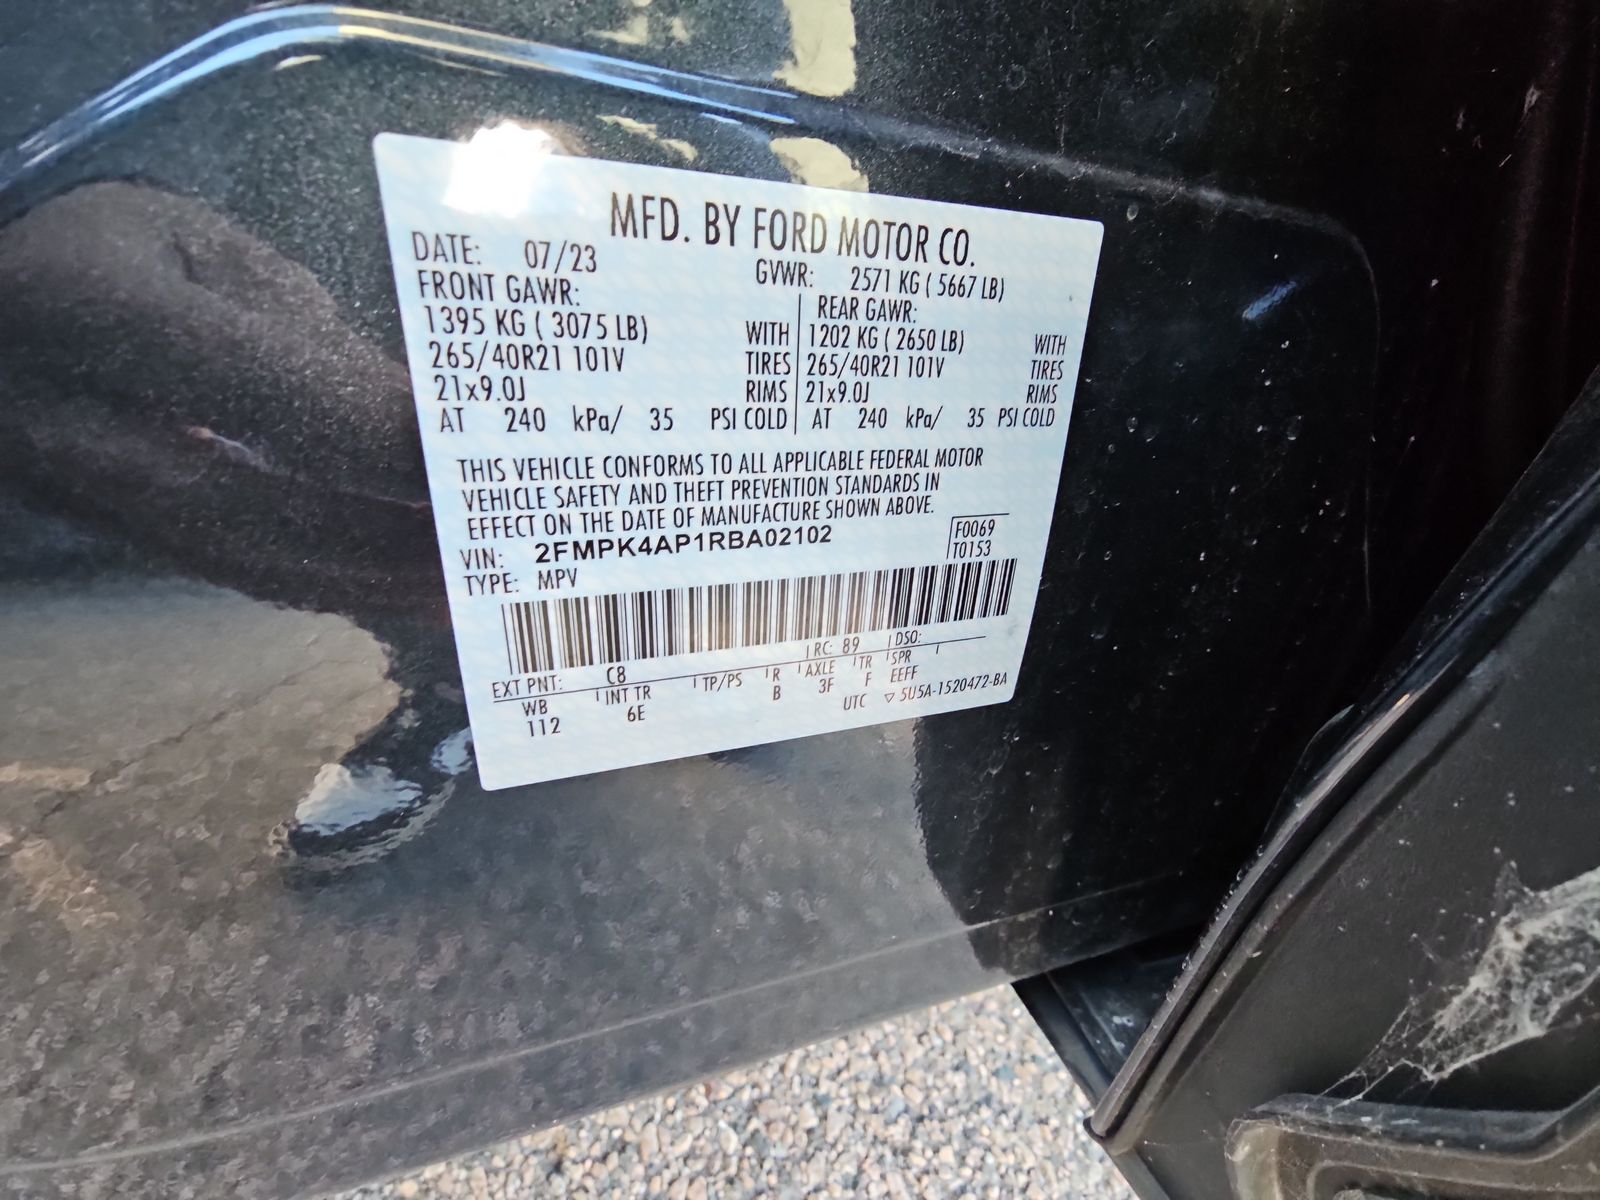 MFD. BY FORD MOTOR CO.
DATE: 07/23 GVWR: 2571 KG ( 5667 LB)
FRONT GAWR: REAR GAWR:
1395 KG ( 3075 LB) WITH 1202 KG ( 2650 LB) WITH
265/40R21 101V TIRES 265/40R21 101V TIRES
21x9.0J RIMS 21x9.0J RIMS
AT 240 kPa/ 35 PSI COLD AT 240 kPa/ 35 PSI COLD
THIS VEHICLE CONFORMS TO ALL APPLICABLE FEDERAL MOTOR
VEHICLE SAFETY AND THEFT PREVENTION STANDARDS IN
EFFECT ON THE DATE OF MANUFACTURE SHOWN ABOVE.
VIN: 2FMPK4AP1RBA02102 F0069
TYPE: MPV T0153
EXT PNT: C8 RC: 89 DSO:
WB INT TR TP/PS R AXLE TR SPR
112 6E B 3F F EEFF
UTC ▽ 5U5A-1520472-BA